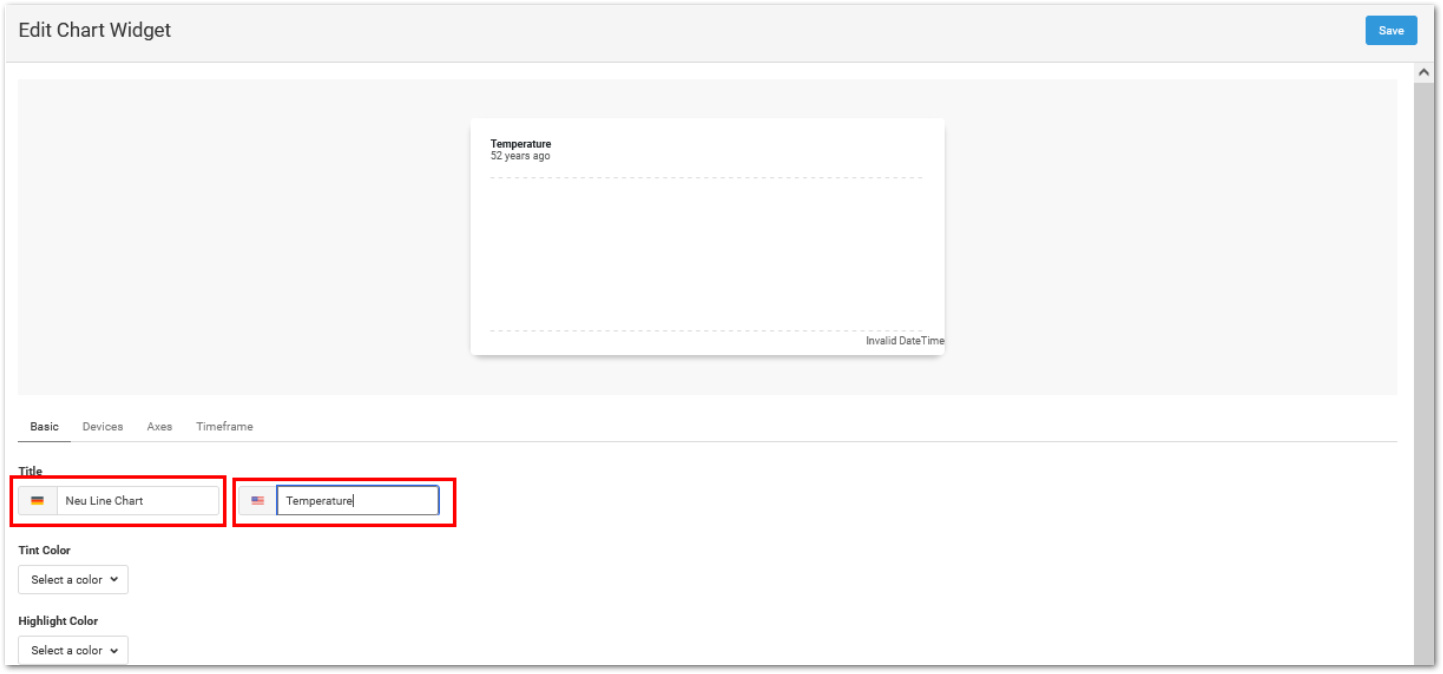 Edit Chart Widget
Save
Temperature
52 years ago
Invalid DateTime
Basic Devices Axes Timeframe
Title
Neu Line Chart Temperature
Tint Color
Select a color
Highlight Color
Select a color